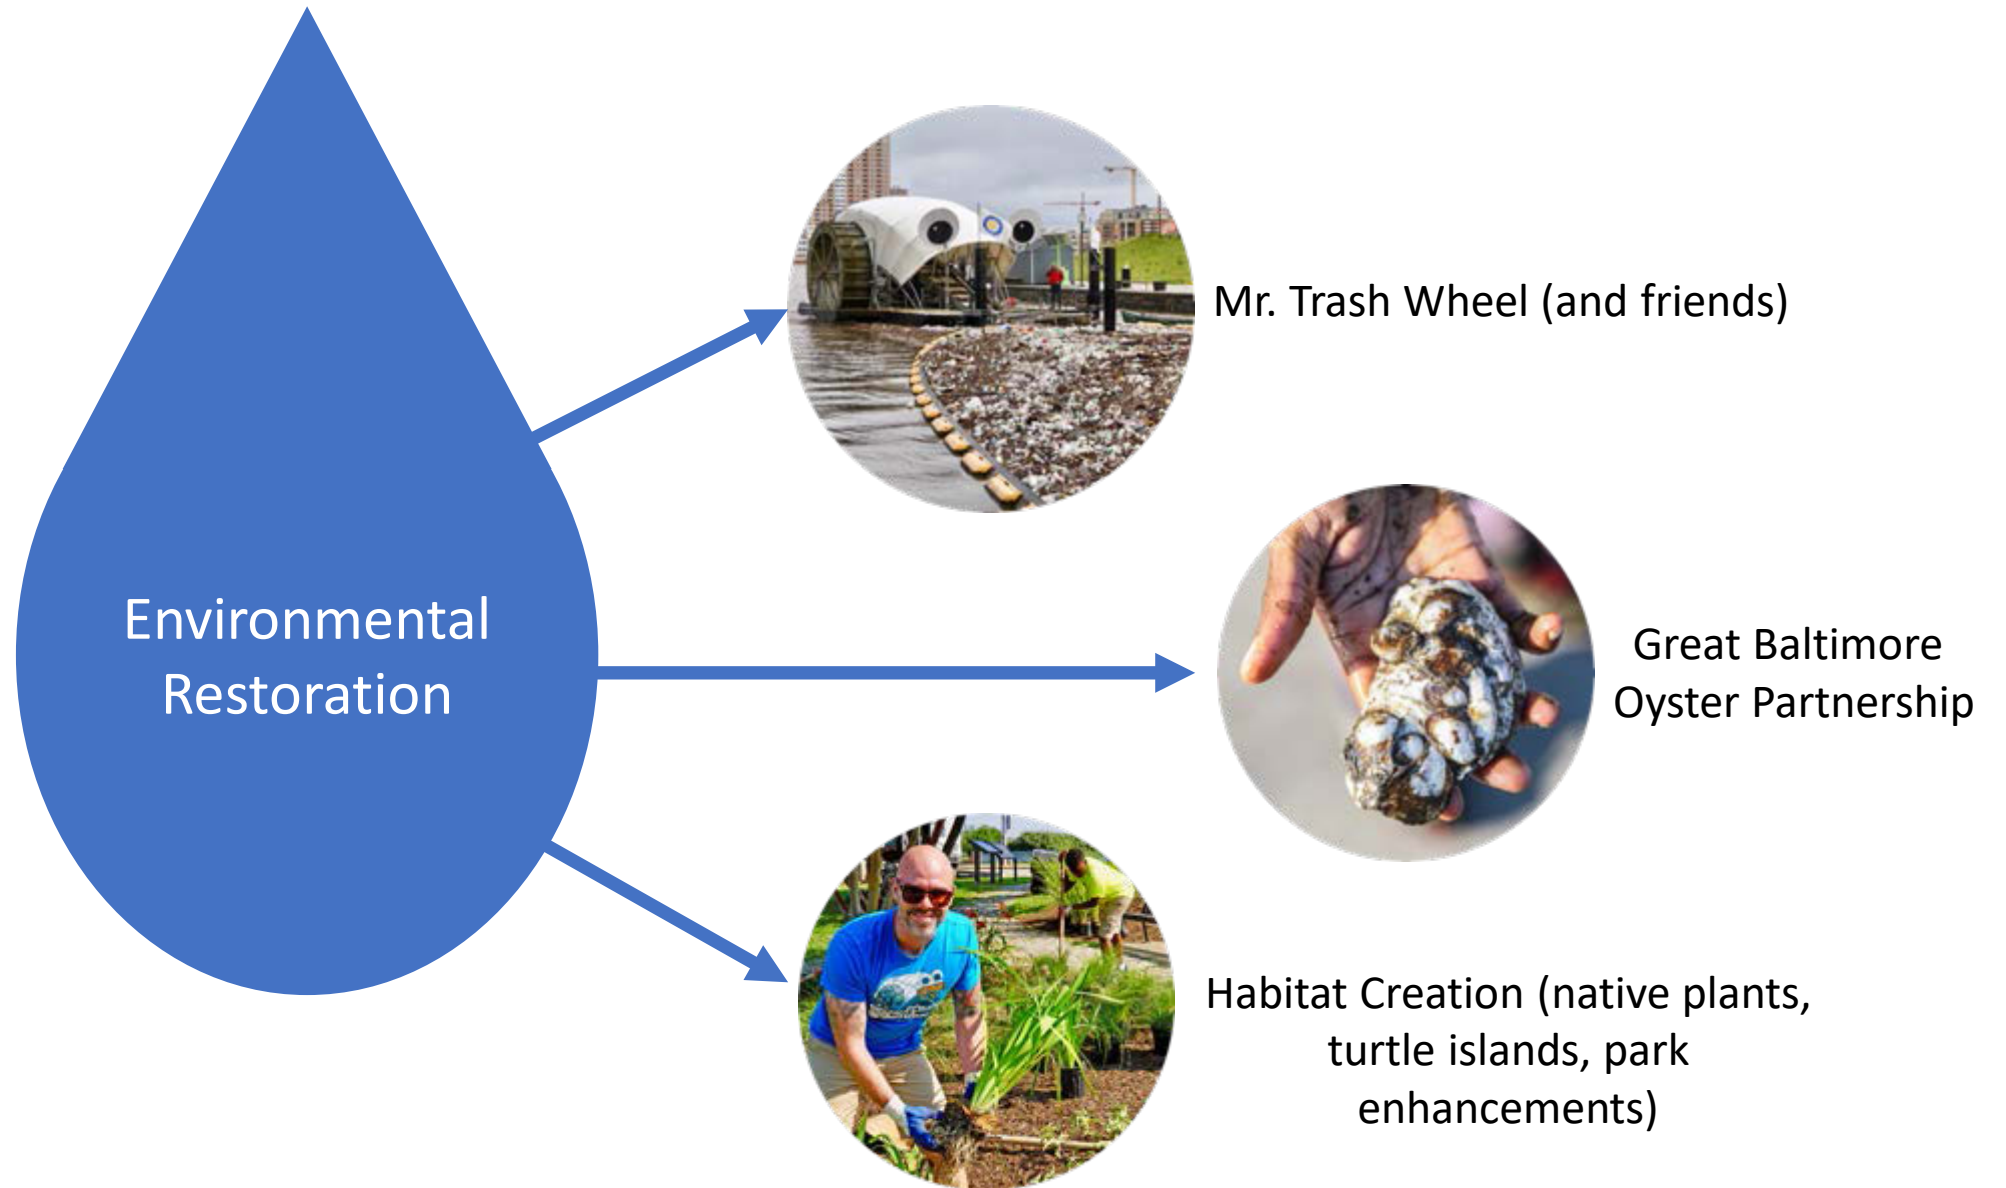 Environmental
Restoration
Mr. Trash Wheel (and friends)
Great Baltimore
Oyster Partnership
Habitat Creation (native plants,
turtle islands, park
enhancements)